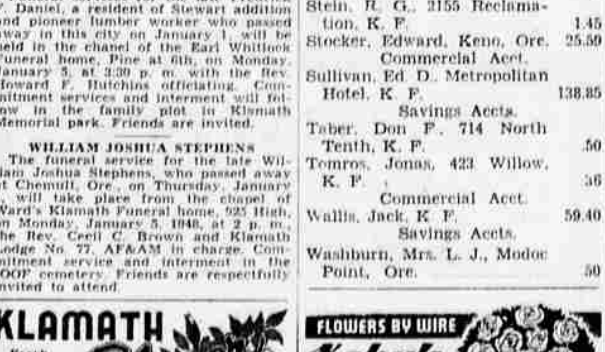 Daniel, a resident of Stewart addition
and pioneer lumber worker who passed
away in this city on January 1, will be
held in the chapel of the Earl Whitlock
Funeral home, Pine at 6th, on Monday,
January 5, at 3:30 p. m. with the Rev.
Howard F. Hutchins officiating. Com-
mitment services and interment will fol-
low in the family plot in Klamath
Memorial park. Friends are invited.
WILLIAM JOSHUA STEPHENS
The funeral service for the late Wil-
liam Joshua Stephens, who passed away
at Chemult, Ore., on Thursday, January
will take place from the chapel of
Ward's Klamath Funeral home, 925 High,
on Monday, January 5, 1948, at 2 p. m.,
the Rev. Cecil C. Brown and Klamath
Lodge No. 77, AF&AM in charge. Com-
mitment service and interment in the
IOOF cemetery. Friends are respectfully
invited to attend.
KLAMATH
Stein, R. G., 2155 Reclama-
tion, K. F. 1.45
Stocker, Edward, Keno, Ore. 25.59
Commercial Acct.
Sullivan, Ed D., Metropolitan
Hotel, K. F. 138.85
Savings Accts.
Taber, Don F., 714 North
Tenth, K. F. .50
Tomros, Jonas, 423 Willow,
K. F. .36
Commercial Acct.
Wallis, Jack, K. F. 59.40
Savings Accts.
Washburn, Mrs. L. J., Modoc
Point, Ore. .50
FLOWERS BY WIRE